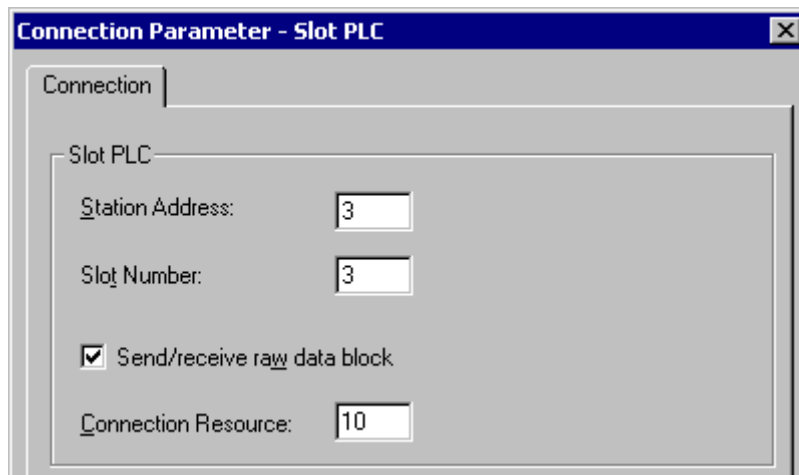 Connection Parameter - Slot PLC
Connection
Slot PLC
Station Address: 3
Slot Number: 3
Send/receive raw data block
Connection Resource: 10